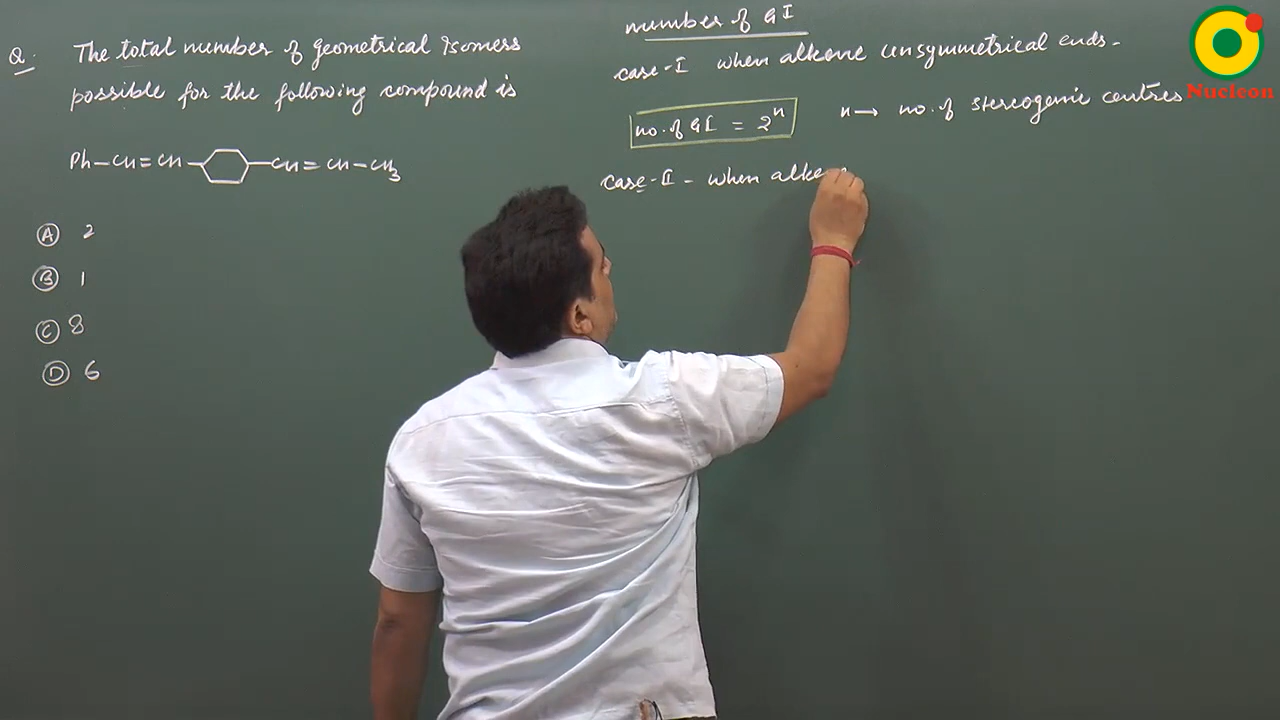 Q. The total number of geometrical Isomers
possible for the following compound is
Ph-CH=CH- -CH=CH-CH3
A 2
B 1
C 8
D 6
number of GI
case-I when alkene unsymmetrical ends-
no. of GI = 2^n n→ no. of stereogenic centres
case-II - when alkene
Nucleon